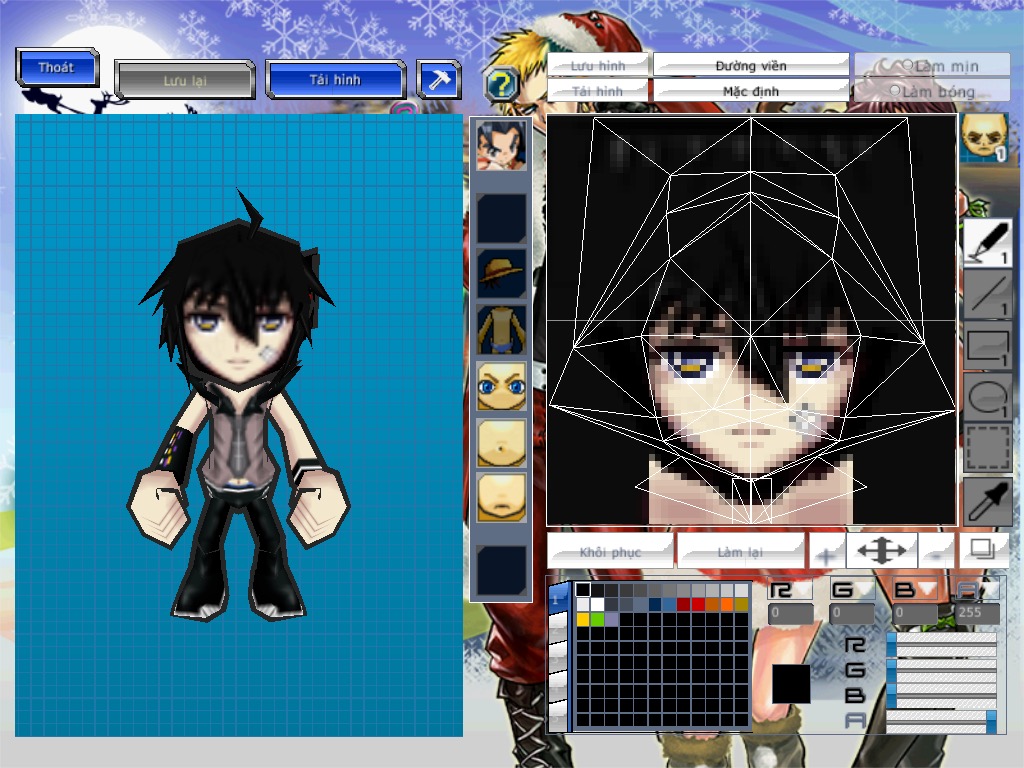 Thoát
Lưu lại
Tải hình
?
Lưu hình
Đường viền
Làm mịn
Tải hình
Mặc định
Làm bóng
1
1
1
1
1
Khôi phục
Làm lại
+
-
1
R
G
B
A
0
0
0
255
R
G
B
A